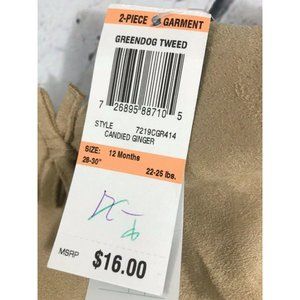 2-PIECE GARMENT
GREENDOG TWEED
7 26895 88710 5
STYLE 7219CGR414
CANDIED GINGER
SIZE: 12 Months
28-30" 22-25 lbs.
MSRP $16.00